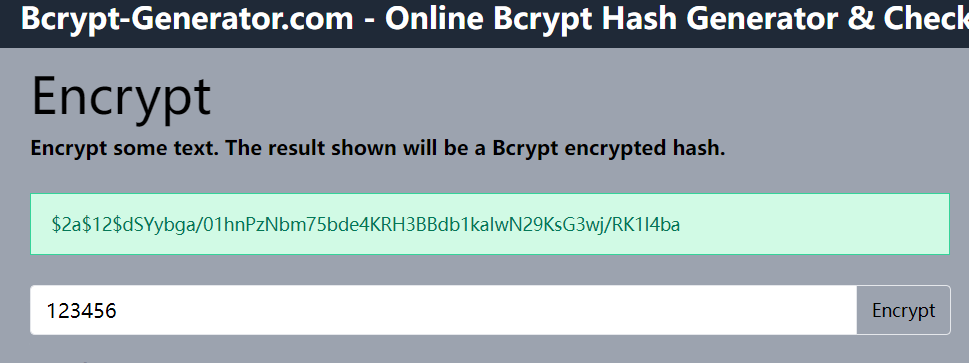 Bcrypt-Generator.com - Online Bcrypt Hash Generator & Check
Encrypt
Encrypt some text. The result shown will be a Bcrypt encrypted hash.
$2a$12$dSYybga/01hnPzNbm75bde4KRH3BBdb1kaIwN29KsG3wj/RK1I4ba
123456
Encrypt